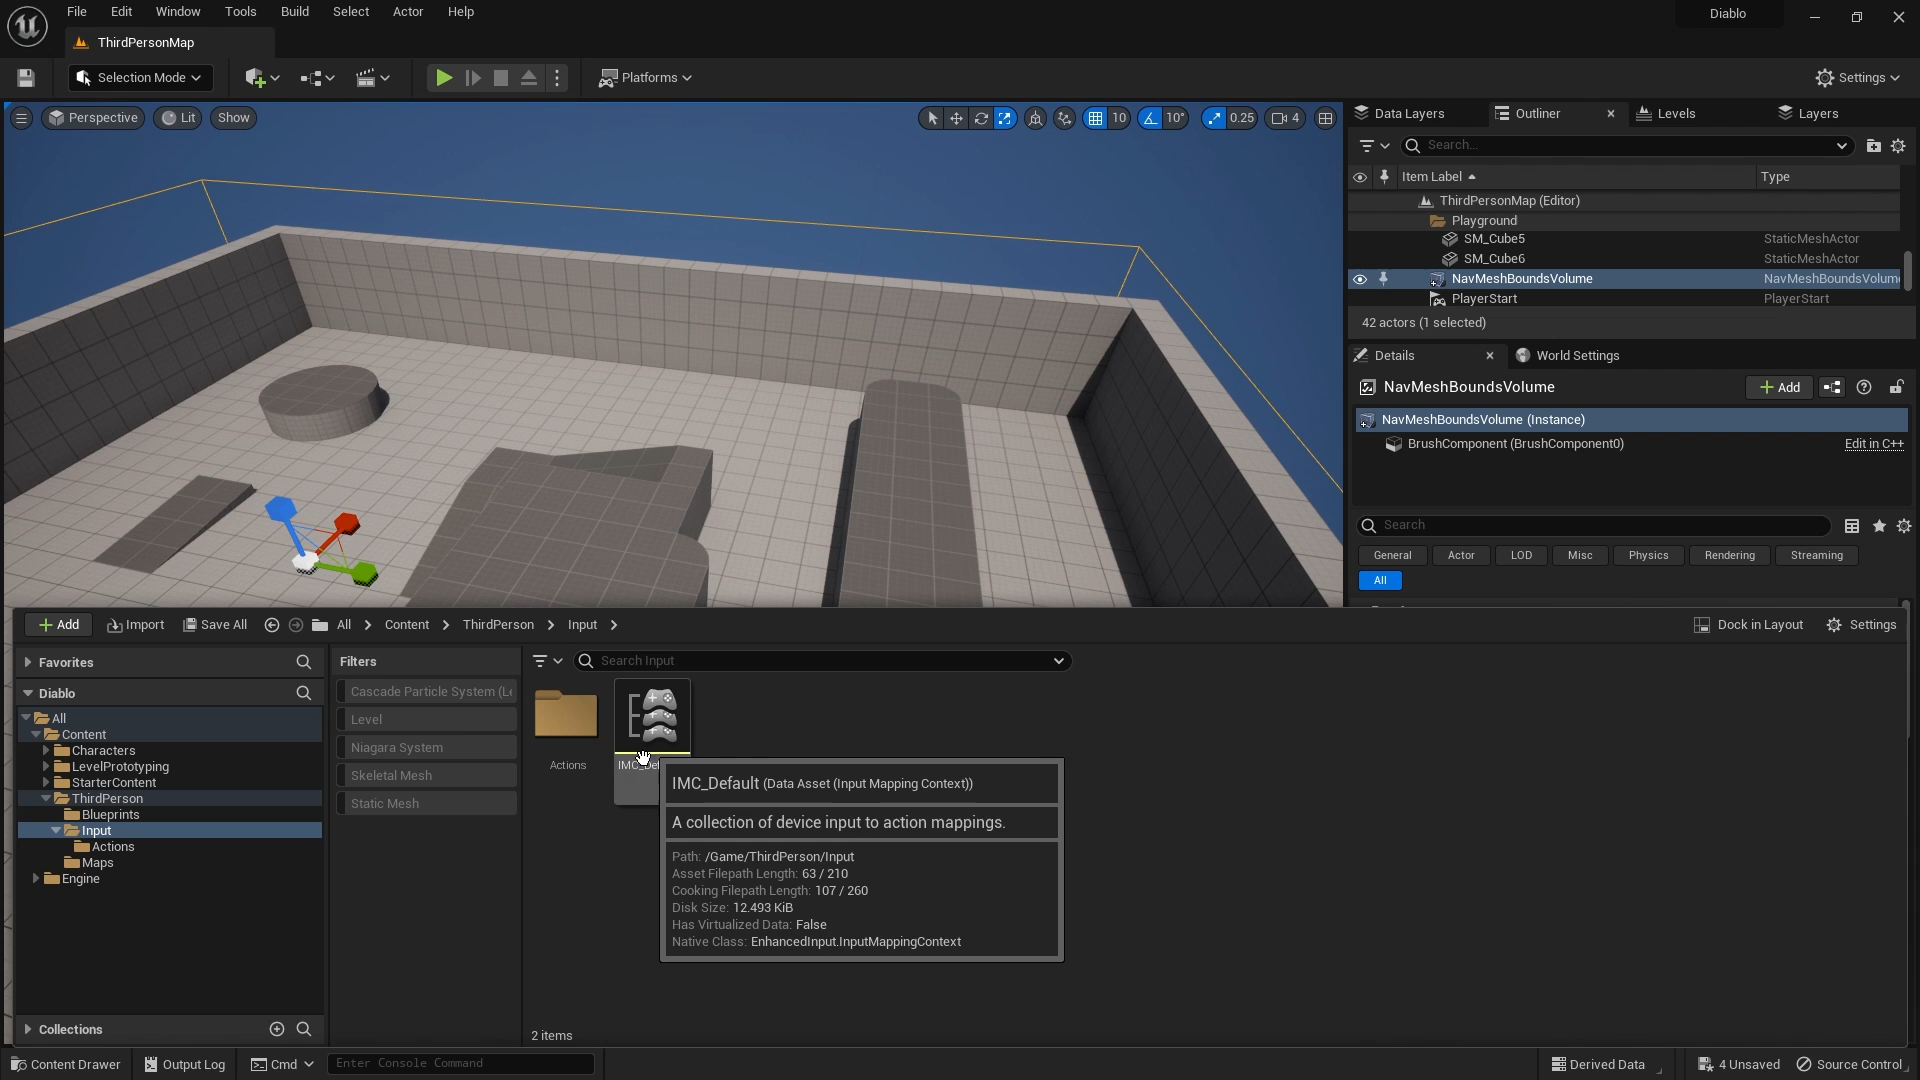 File Edit Window Tools Build Select Actor Help
Diablo
ThirdPersonMap
Selection Mode
Platforms
Settings
Perspective Lit Show
10 10° 0.25 4
Data Layers Outliner Levels Layers
Search...
Item Label Type
ThirdPersonMap (Editor)
Playground
SM_Cube5 StaticMeshActor
SM_Cube6 StaticMeshActor
NavMeshBoundsVolume NavMeshBoundsVolume
PlayerStart PlayerStart
42 actors (1 selected)
Details World Settings
NavMeshBoundsVolume
Add
NavMeshBoundsVolume (Instance)
BrushComponent (BrushComponent0) Edit in C++
Search
General Actor LOD Misc Physics Rendering Streaming
All
Add Import Save All All Content ThirdPerson Input
Dock in Layout Settings
Favorites
Diablo
All
Content
Characters
LevelPrototyping
StarterContent
ThirdPerson
Blueprints
Input
Actions
Maps
Engine
Collections
Filters
Cascade Particle System (Le
Level
Niagara System
Skeletal Mesh
Static Mesh
Search Input
Actions
IMC_De
IMC_Default (Data Asset (Input Mapping Context))
A collection of device input to action mappings.
Path: /Game/ThirdPerson/Input
Asset Filepath Length: 63 / 210
Cooking Filepath Length: 107 / 260
Disk Size: 12.493 KiB
Has Virtualized Data: False
Native Class: EnhancedInput.InputMappingContext
2 items
Content Drawer Output Log Cmd Enter Console Command
Derived Data 4 Unsaved Source Control